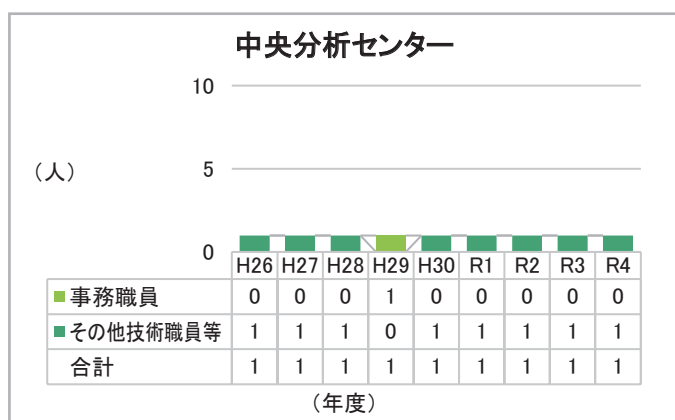 中央分析センター
10
5
0
（人）
H26 H27 H28 H29 H30 R1 R2 R3 R4
事務職員 0 0 0 1 0 0 0 0 0
その他技術職員等 1 1 1 0 1 1 1 1 1
合計 1 1 1 1 1 1 1 1 1
（年度）